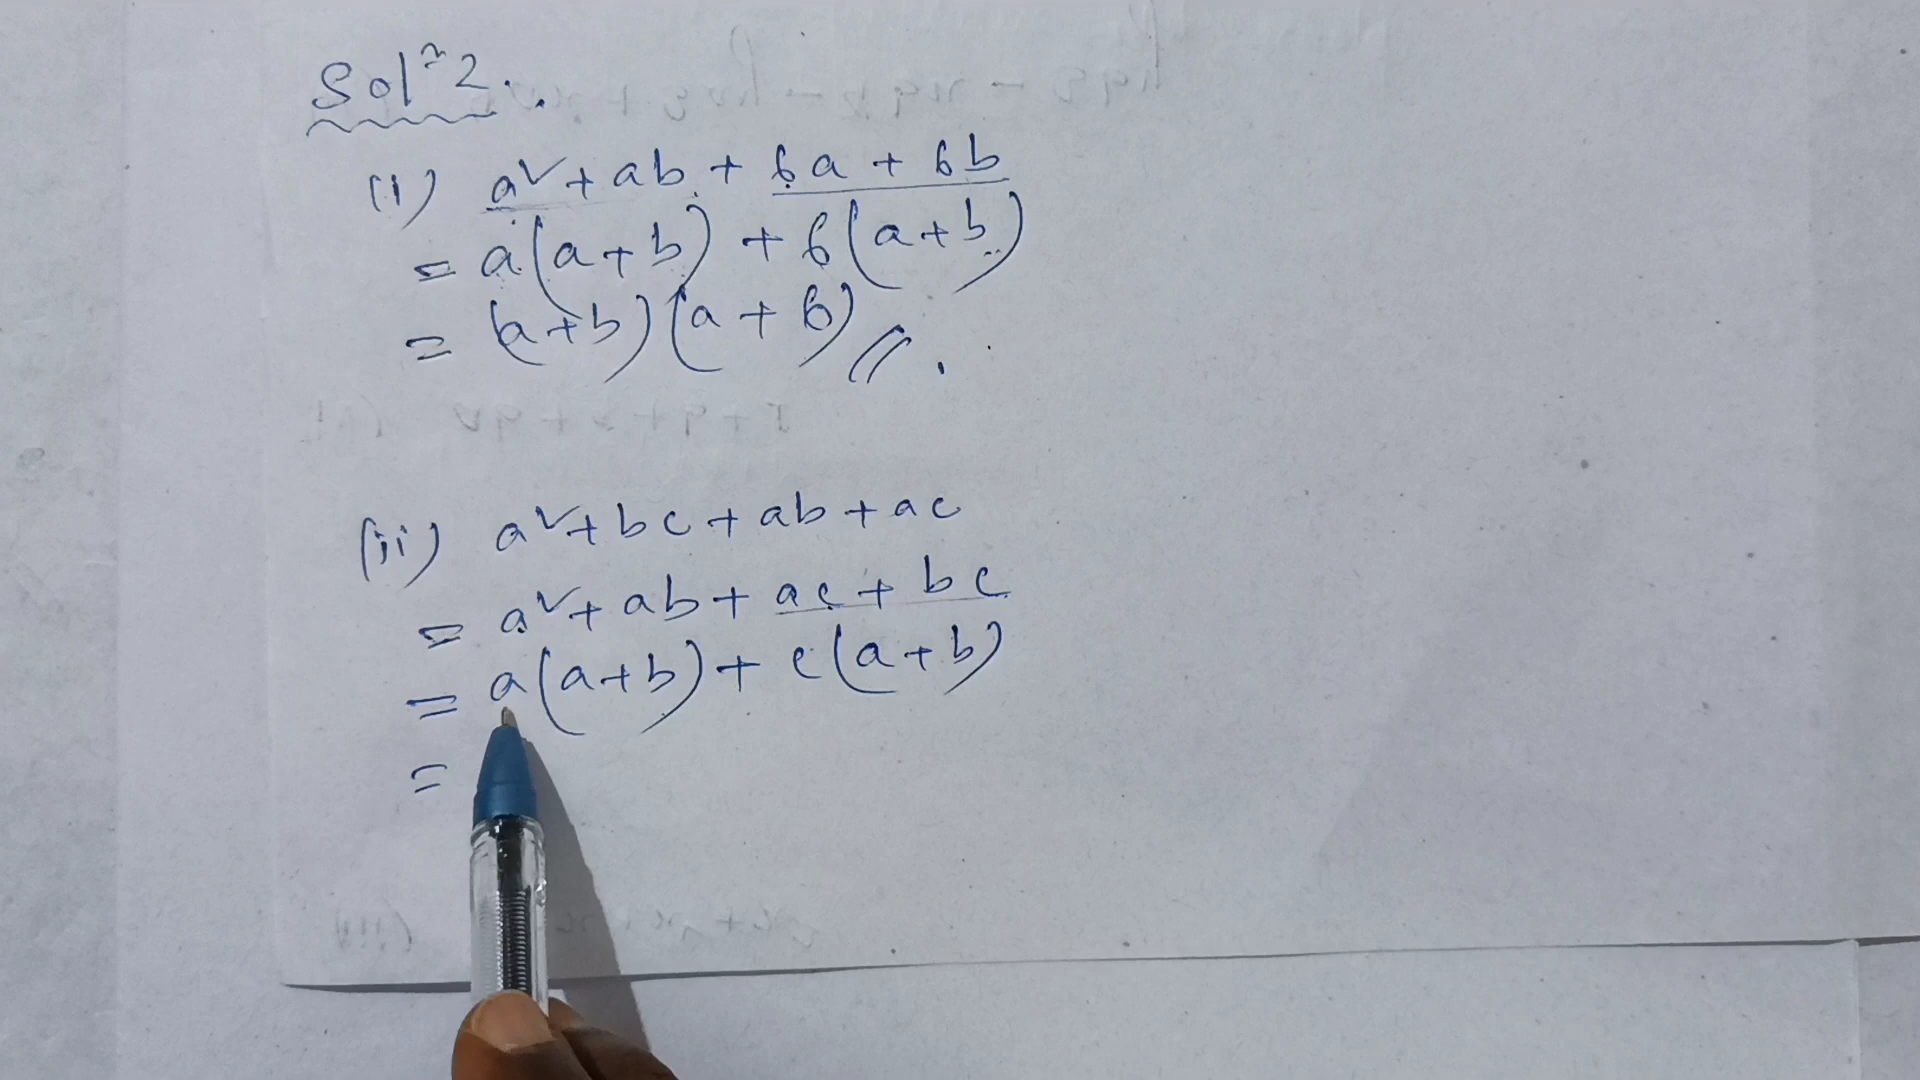 Solⁿ 2.
(i) a² + ab + 6a + 6b
= a(a+b) + 6(a+b)
= (a+b)(a+6)
(ii) a² + bc + ab + ac
= a² + ab + ac + bc
= a(a+b) + c(a+b)
=